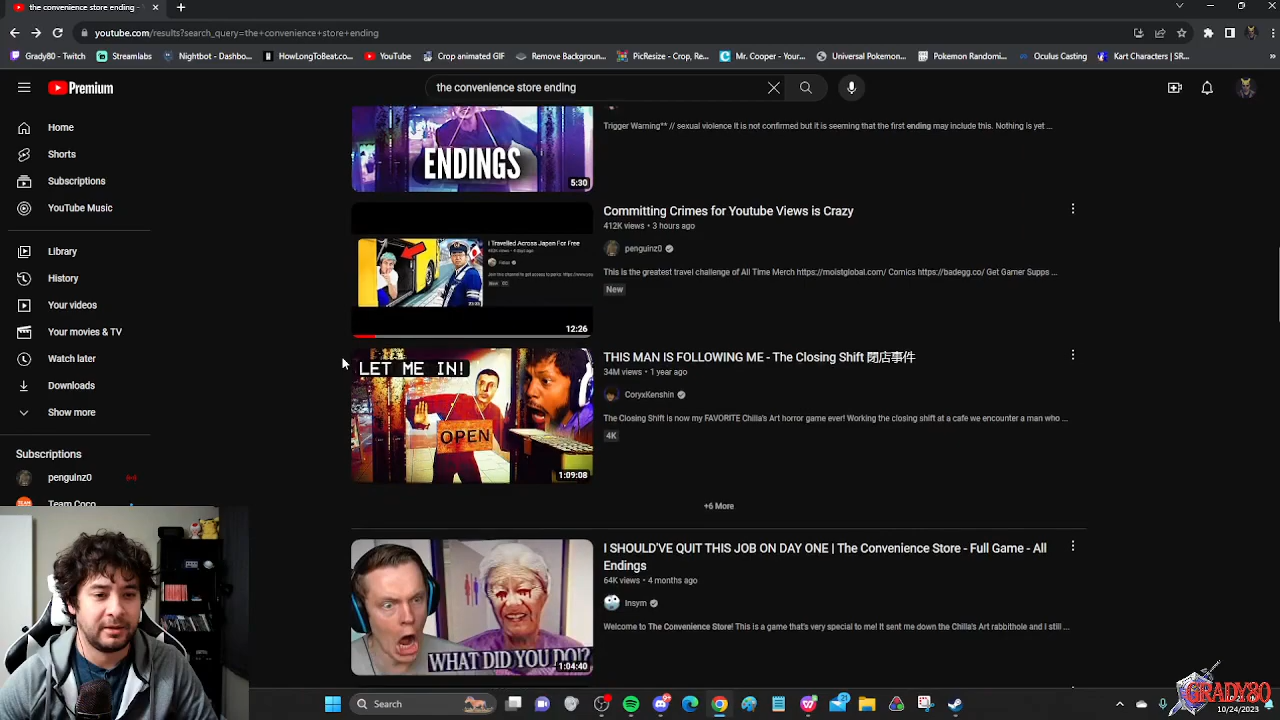 the convenience store ending - Y
youtube.com/results?search_query=the+convenience+store+ending
Grady80 - Twitch
Streamlabs
Nightbot - Dashbo...
HowLongToBeat.co...
YouTube
Crop animated GIF
Remove Background...
PicResize - Crop, Re...
Mr. Cooper - Your...
Universal Pokemon...
Pokemon Randomi...
Oculus Casting
Kart Characters | SR...
Premium
the convenience store ending
Home
Shorts
Subscriptions
YouTube Music
Library
History
Your videos
Your movies & TV
Watch later
Downloads
Show more
Subscriptions
penguinz0
Team Coco
ENDINGS
5:30
Trigger Warning** // sexual violence It is not confirmed but it is seeming that the first ending may include this. Nothing is yet ...
I Travelled Across Japan For Free
12:26
Committing Crimes for Youtube Views is Crazy
412K views • 3 hours ago
penguinz0
This is the greatest travel challenge of All Time Merch https://moistglobal.com/ Comics https://badegg.co/ Get Gamer Supps ...
New
LET ME IN!
OPEN
1:09:08
THIS MAN IS FOLLOWING ME - The Closing Shift 閉店事件
34M views • 1 year ago
CoryxKenshin
The Closing Shift is now my FAVORITE Chilla's Art horror game ever! Working the closing shift at a cafe we encounter a man who ...
4K
+6 More
WHAT DID YOU DO!?
1:04:40
I SHOULD'VE QUIT THIS JOB ON DAY ONE | The Convenience Store - Full Game - All
Endings
64K views • 4 months ago
Insym
Welcome to The Convenience Store! This is a game that's very special to me! It sent me down the Chilla's Art rabbithole and I still ...
Search
21
GRADY80
10/24/2023